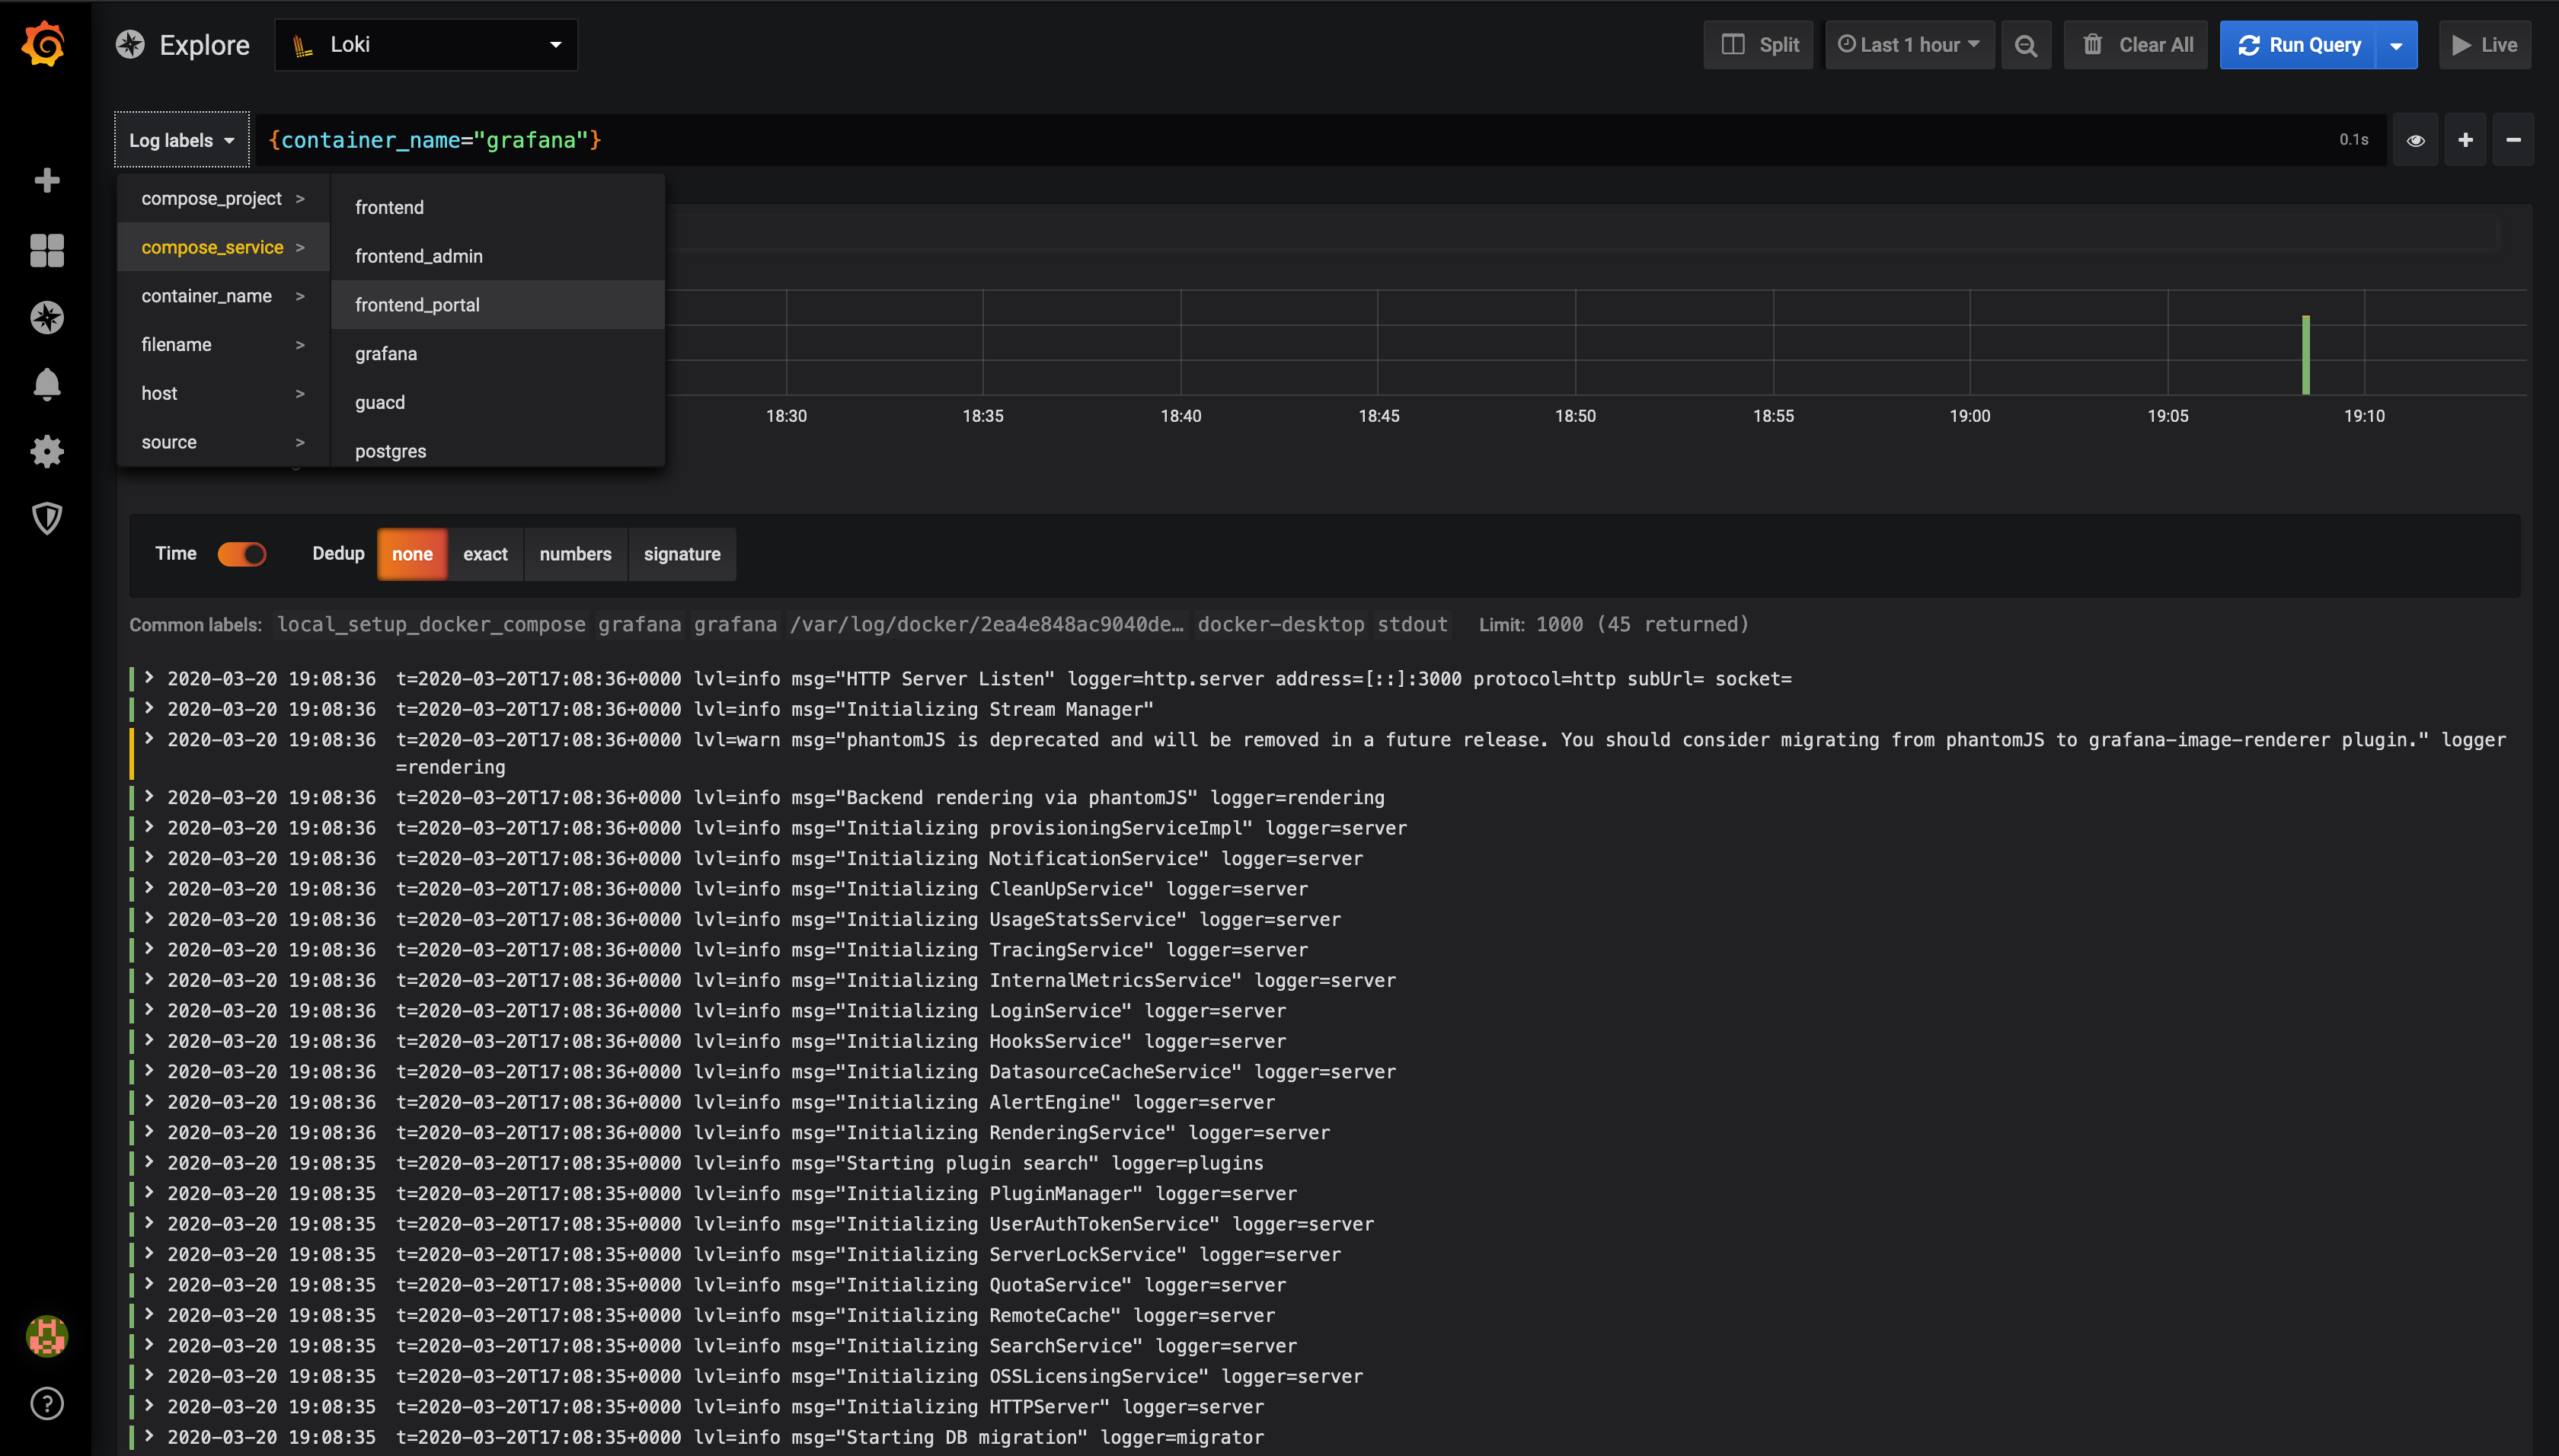 Explore Loki Split Last 1 hour Clear All Run Query Live
Log labels {container_name="grafana"} 0.1s
compose_project >
compose_service >
container_name >
filename >
host >
source >
frontend
frontend_admin
frontend_portal
grafana
guacd
postgres
18:30 18:35 18:40 18:45 18:50 18:55 19:00 19:05 19:10
Time Dedup none exact numbers signature
Common labels: local_setup_docker_compose grafana grafana /var/log/docker/2ea4e848ac9040de… docker-desktop stdout Limit: 1000 (45 returned)
> 2020-03-20 19:08:36 t=2020-03-20T17:08:36+0000 lvl=info msg="HTTP Server Listen" logger=http.server address=[::]:3000 protocol=http subUrl= socket=
> 2020-03-20 19:08:36 t=2020-03-20T17:08:36+0000 lvl=info msg="Initializing Stream Manager"
> 2020-03-20 19:08:36 t=2020-03-20T17:08:36+0000 lvl=warn msg="phantomJS is deprecated and will be removed in a future release. You should consider migrating from phantomJS to grafana-image-renderer plugin." logger
=rendering
> 2020-03-20 19:08:36 t=2020-03-20T17:08:36+0000 lvl=info msg="Backend rendering via phantomJS" logger=rendering
> 2020-03-20 19:08:36 t=2020-03-20T17:08:36+0000 lvl=info msg="Initializing provisioningServiceImpl" logger=server
> 2020-03-20 19:08:36 t=2020-03-20T17:08:36+0000 lvl=info msg="Initializing NotificationService" logger=server
> 2020-03-20 19:08:36 t=2020-03-20T17:08:36+0000 lvl=info msg="Initializing CleanUpService" logger=server
> 2020-03-20 19:08:36 t=2020-03-20T17:08:36+0000 lvl=info msg="Initializing UsageStatsService" logger=server
> 2020-03-20 19:08:36 t=2020-03-20T17:08:36+0000 lvl=info msg="Initializing TracingService" logger=server
> 2020-03-20 19:08:36 t=2020-03-20T17:08:36+0000 lvl=info msg="Initializing InternalMetricsService" logger=server
> 2020-03-20 19:08:36 t=2020-03-20T17:08:36+0000 lvl=info msg="Initializing LoginService" logger=server
> 2020-03-20 19:08:36 t=2020-03-20T17:08:36+0000 lvl=info msg="Initializing HooksService" logger=server
> 2020-03-20 19:08:36 t=2020-03-20T17:08:36+0000 lvl=info msg="Initializing DatasourceCacheService" logger=server
> 2020-03-20 19:08:36 t=2020-03-20T17:08:36+0000 lvl=info msg="Initializing AlertEngine" logger=server
> 2020-03-20 19:08:36 t=2020-03-20T17:08:36+0000 lvl=info msg="Initializing RenderingService" logger=server
> 2020-03-20 19:08:35 t=2020-03-20T17:08:35+0000 lvl=info msg="Starting plugin search" logger=plugins
> 2020-03-20 19:08:35 t=2020-03-20T17:08:35+0000 lvl=info msg="Initializing PluginManager" logger=server
> 2020-03-20 19:08:35 t=2020-03-20T17:08:35+0000 lvl=info msg="Initializing UserAuthTokenService" logger=server
> 2020-03-20 19:08:35 t=2020-03-20T17:08:35+0000 lvl=info msg="Initializing ServerLockService" logger=server
> 2020-03-20 19:08:35 t=2020-03-20T17:08:35+0000 lvl=info msg="Initializing QuotaService" logger=server
> 2020-03-20 19:08:35 t=2020-03-20T17:08:35+0000 lvl=info msg="Initializing RemoteCache" logger=server
> 2020-03-20 19:08:35 t=2020-03-20T17:08:35+0000 lvl=info msg="Initializing SearchService" logger=server
> 2020-03-20 19:08:35 t=2020-03-20T17:08:35+0000 lvl=info msg="Initializing OSSLicensingService" logger=server
> 2020-03-20 19:08:35 t=2020-03-20T17:08:35+0000 lvl=info msg="Initializing HTTPServer" logger=server
> 2020-03-20 19:08:35 t=2020-03-20T17:08:35+0000 lvl=info msg="Starting DB migration" logger=migrator